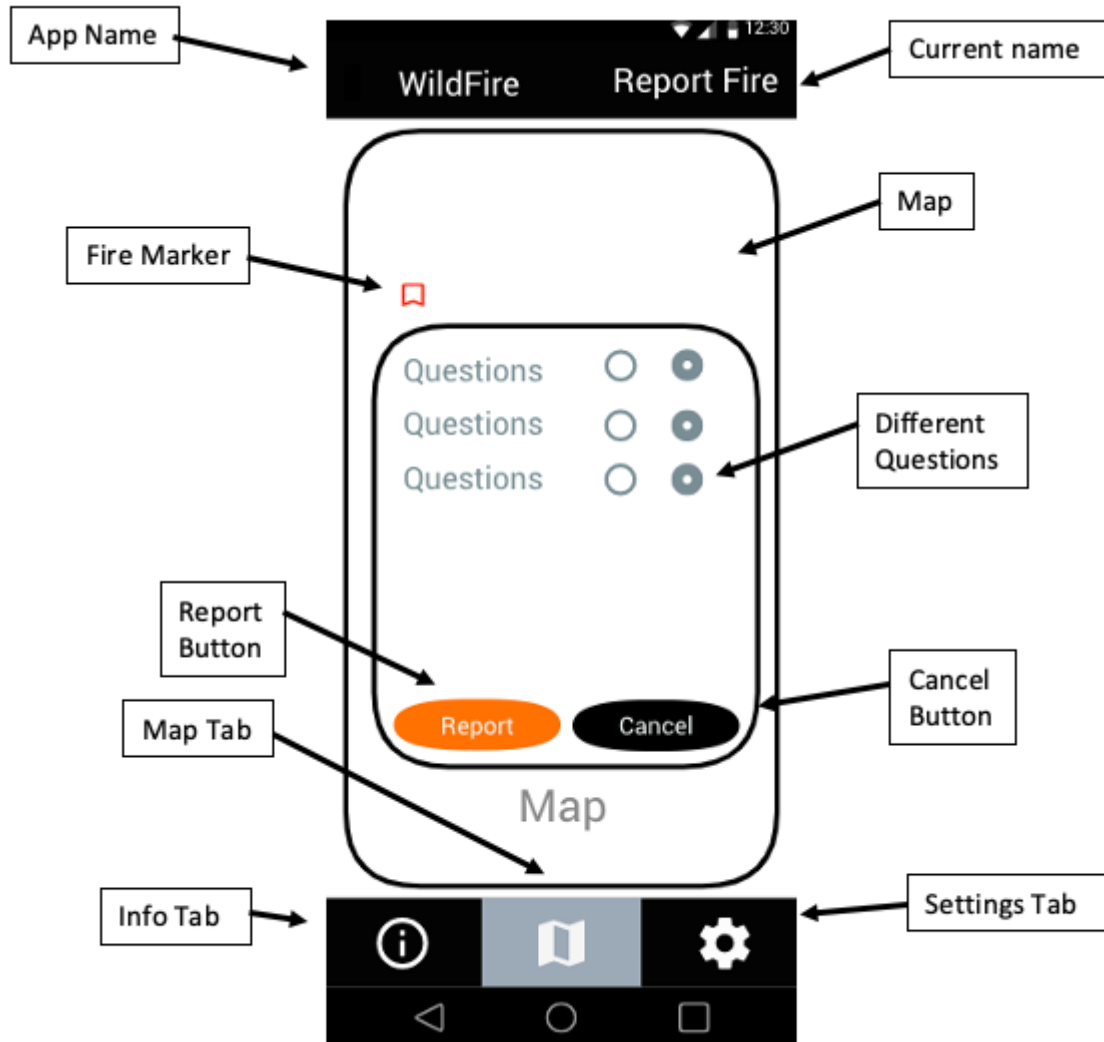 App Name
12:30
Current name
WildFire
Report Fire
Map
Fire Marker
Questions
Questions
Questions
Different
Questions
Report
Button
Cancel
Button
Report
Cancel
Map Tab
Map
Info Tab
Settings Tab